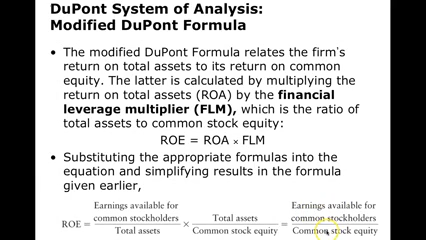 DuPont System of Analysis:
Modified DuPont Formula
• The modified DuPont Formula relates the firm's
return on total assets to its return on common
equity. The latter is calculated by multiplying the
return on total assets (ROA) by the financial
leverage multiplier (FLM), which is the ratio of
total assets to common stock equity:
ROE = ROA × FLM
• Substituting the appropriate formulas into the
equation and simplifying results in the formula
given earlier,
Earnings available for Earnings available for
ROE = common stockholders × Total assets = common stockholders
Total assets Common stock equity Common stock equity